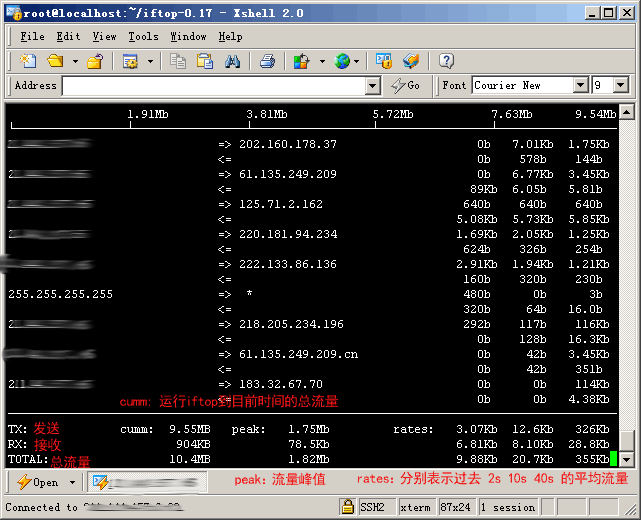 root@localhost:~/iftop-0.17 - Xshell 2.0
File Edit View Tools Window Help
Address Go Font Courier New 9
1.91Mb 3.81Mb 5.72Mb 7.63Mb 9.54Mb
=> 202.160.178.37 0b 7.01Kb 1.75Kb
<= 0b 578b 144b
=> 61.135.249.209 0b 6.77Kb 3.45Kb
<= 89Kb 6.05b 5.81b
=> 125.71.2.162 640b 640b 640b
<= 5.08Kb 5.73Kb 5.85Kb
=> 220.181.94.234 1.69Kb 2.05Kb 1.25Kb
<= 624b 326b 254b
=> 222.133.86.136 2.91Kb 1.94Kb 1.21Kb
<= 160b 320b 230b
255.255.255.255 => * 480b 0b 3b
<= 320b 64b 16.0b
=> 218.205.234.196 292b 117b 116Kb
<= 0b 128b 16.3Kb
=> 61.135.249.209.cn 0b 42b 3.45Kb
<= 0b 42b 351b
=> 183.32.67.70 0b 0b 114Kb
<= 0b 0b 4.38Kb
cumm: 运行iftop到目前时间的总流量
TX: 发送 cumm: 9.55MB peak: 1.75Mb rates: 3.07Kb 12.6Kb 326Kb
RX: 接收 904KB 78.5Kb 6.81Kb 8.10Kb 28.8Kb
TOTAL: 总流量 10.4MB 1.82Mb 9.88Kb 20.7Kb 355Kb
Open
peak: 流量峰值 rates: 分别表示过去 2s 10s 40s 的平均流量
Connected to SSH2 xterm 87x24 1 session